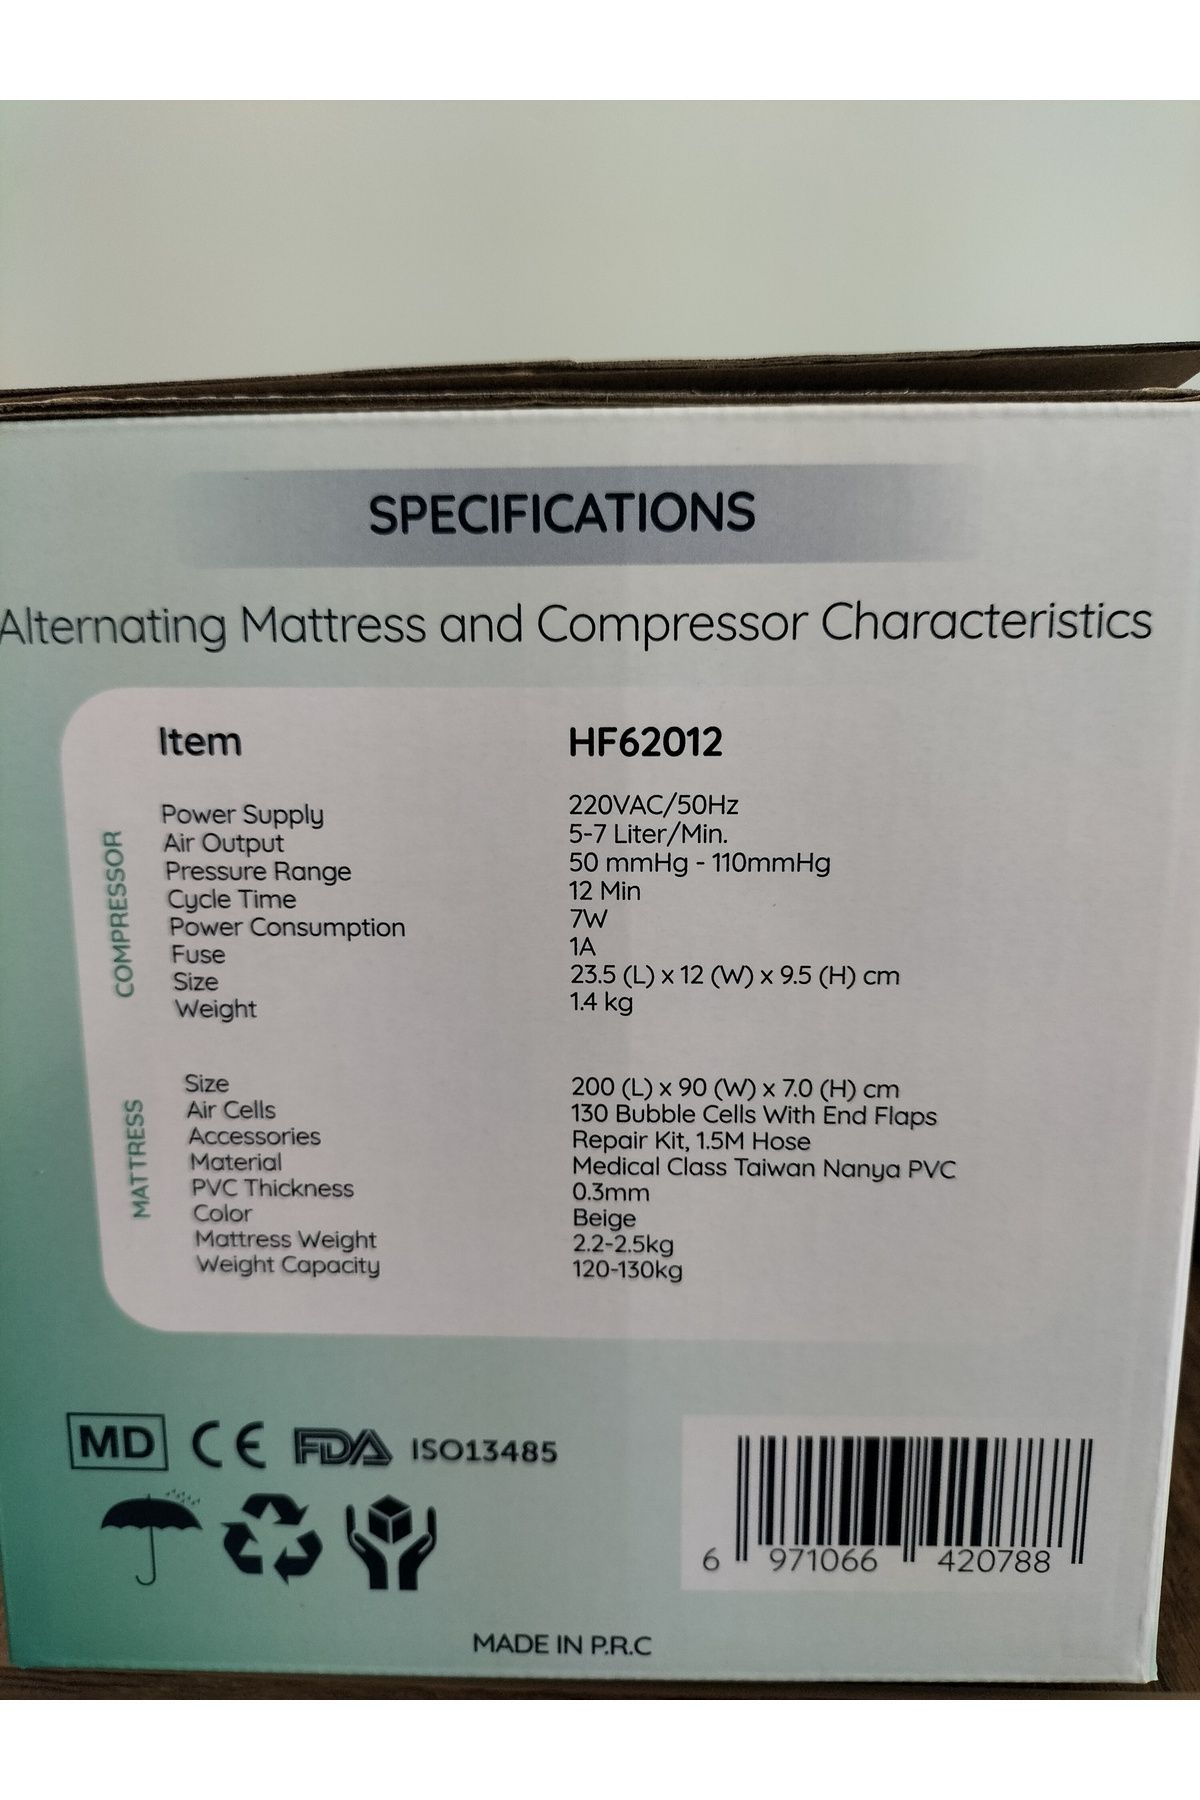 SPECIFICATIONS
Alternating Mattress and Compressor Characteristics
Item HF62012
COMPRESSOR
Power Supply 220VAC/50Hz
Air Output 5-7 Liter/Min.
Pressure Range 50 mmHg - 110mmHg
Cycle Time 12 Min
Power Consumption 7W
Fuse 1A
Size 23.5 (L) x 12 (W) x 9.5 (H) cm
Weight 1.4 kg
MATTRESS
Size 200 (L) x 90 (W) x 7.0 (H) cm
Air Cells 130 Bubble Cells With End Flaps
Accessories Repair Kit, 1.5M Hose
Material Medical Class Taiwan Nanya PVC
PVC Thickness 0.3mm
Color Beige
Mattress Weight 2.2-2.5kg
Weight Capacity 120-130kg
MD CE FDA ISO13485
6 971066 420788
MADE IN P.R.C